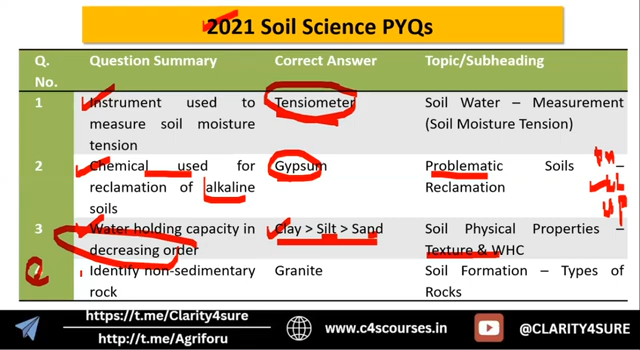 2021 Soil Science PYQs
Q. No. Question Summary Correct Answer Topic/Subheading
1 Instrument used to measure soil moisture tension Tensiometer Soil Water – Measurement (Soil Moisture Tension)
2 Chemical used for reclamation of alkaline soils Gypsum Problematic Soils – Reclamation
3 Water holding capacity in decreasing order Clay > Silt > Sand Soil Physical Properties – Texture & WHC
Identify non-sedimentary rock Granite Soil Formation – Types of Rocks
https://t.me/Clarity4sure
http://t.me/Agriforu
www.c4scourses.in
@CLARITY4SURE